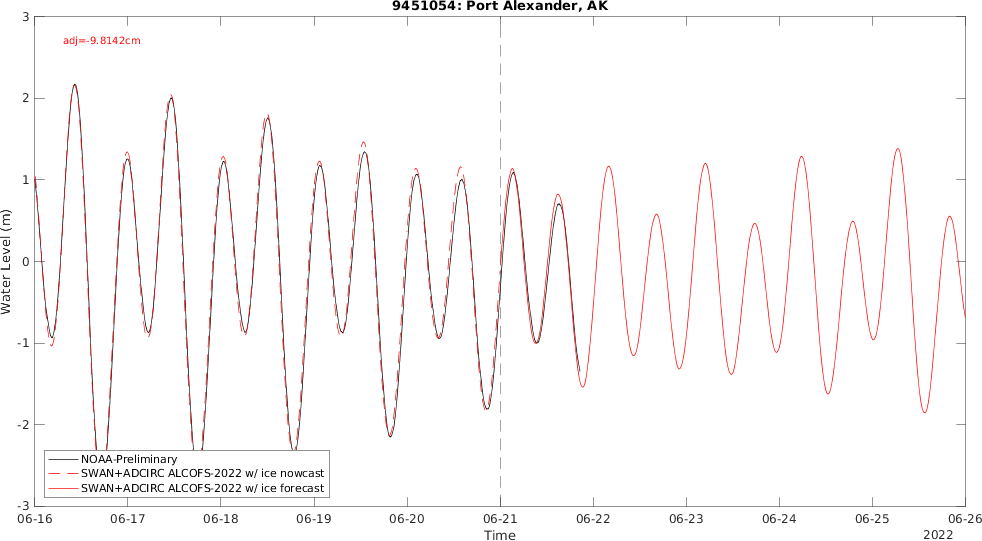 9451054: Port Alexander, AK
3
2
1
0
-1
-2
-3
Water Level (m)
adj=-9.8142cm
NOAA-Preliminary
SWAN+ADCIRC ALCOFS-2022 w/ ice nowcast
SWAN+ADCIRC ALCOFS-2022 w/ ice forecast
06-16 06-17 06-18 06-19 06-20 06-21 06-22 06-23 06-24 06-25 06-26
Time
2022